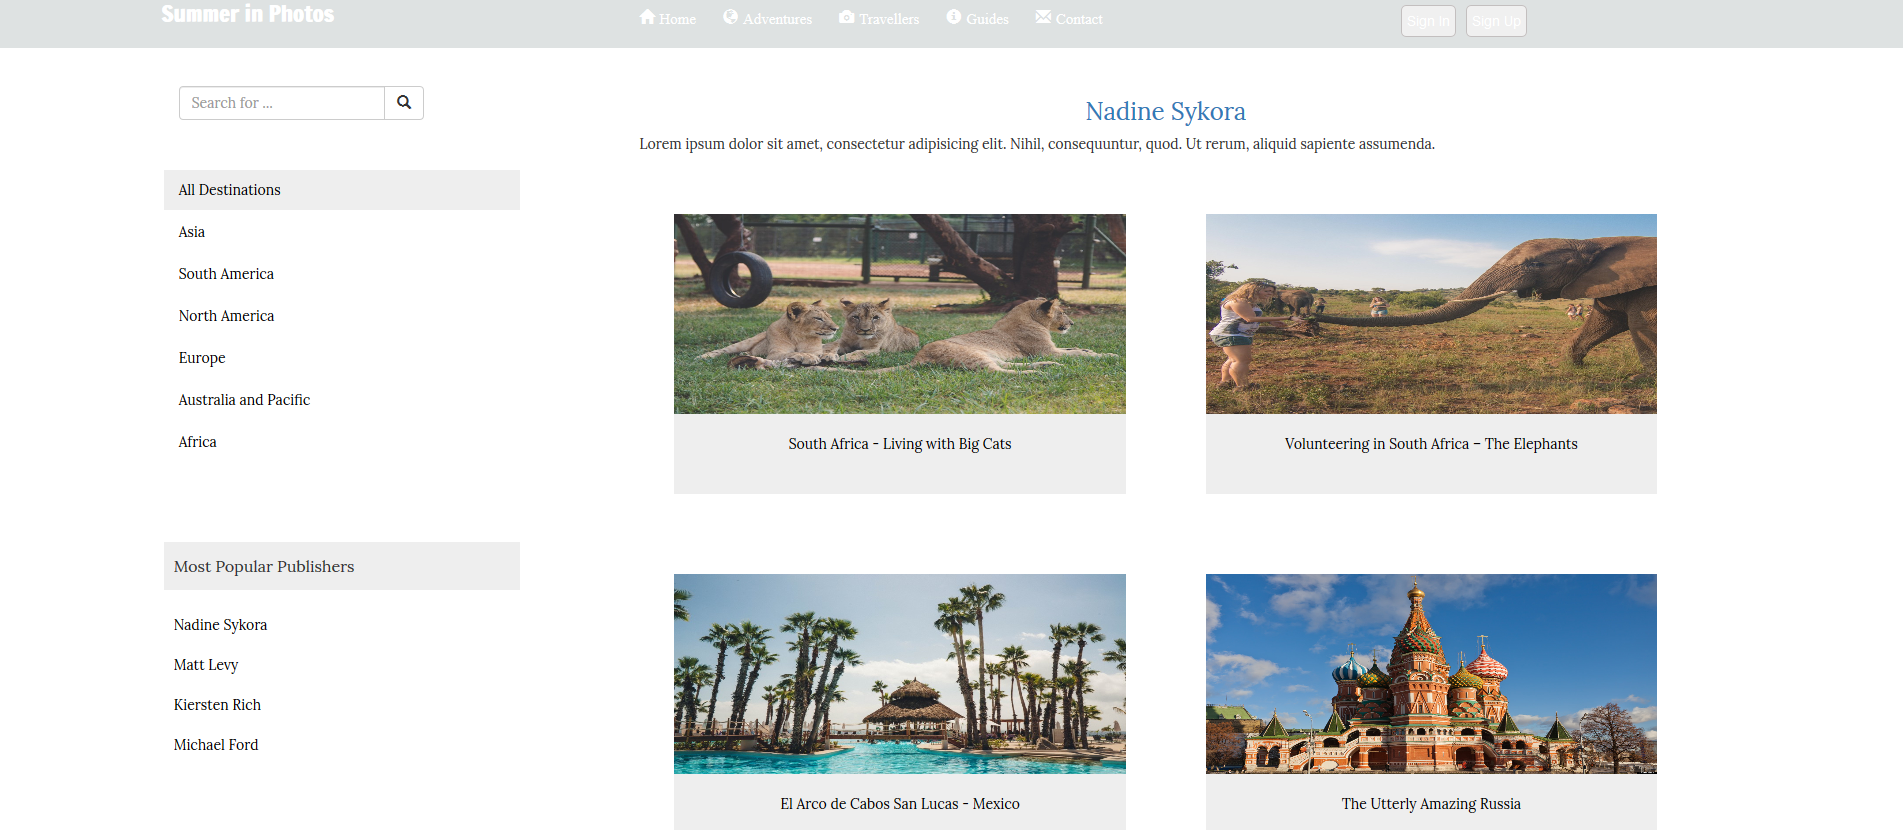 Summer in Photos
Home Adventures Travellers Guides Contact
Sign In Sign Up
Search for ...
All Destinations
Asia
South America
North America
Europe
Australia and Pacific
Africa
Most Popular Publishers
Nadine Sykora
Matt Levy
Kiersten Rich
Michael Ford
Nadine Sykora
Lorem ipsum dolor sit amet, consectetur adipisicing elit. Nihil, consequuntur, quod. Ut rerum, aliquid sapiente assumenda.
South Africa - Living with Big Cats
Volunteering in South Africa – The Elephants
El Arco de Cabos San Lucas - Mexico
The Utterly Amazing Russia